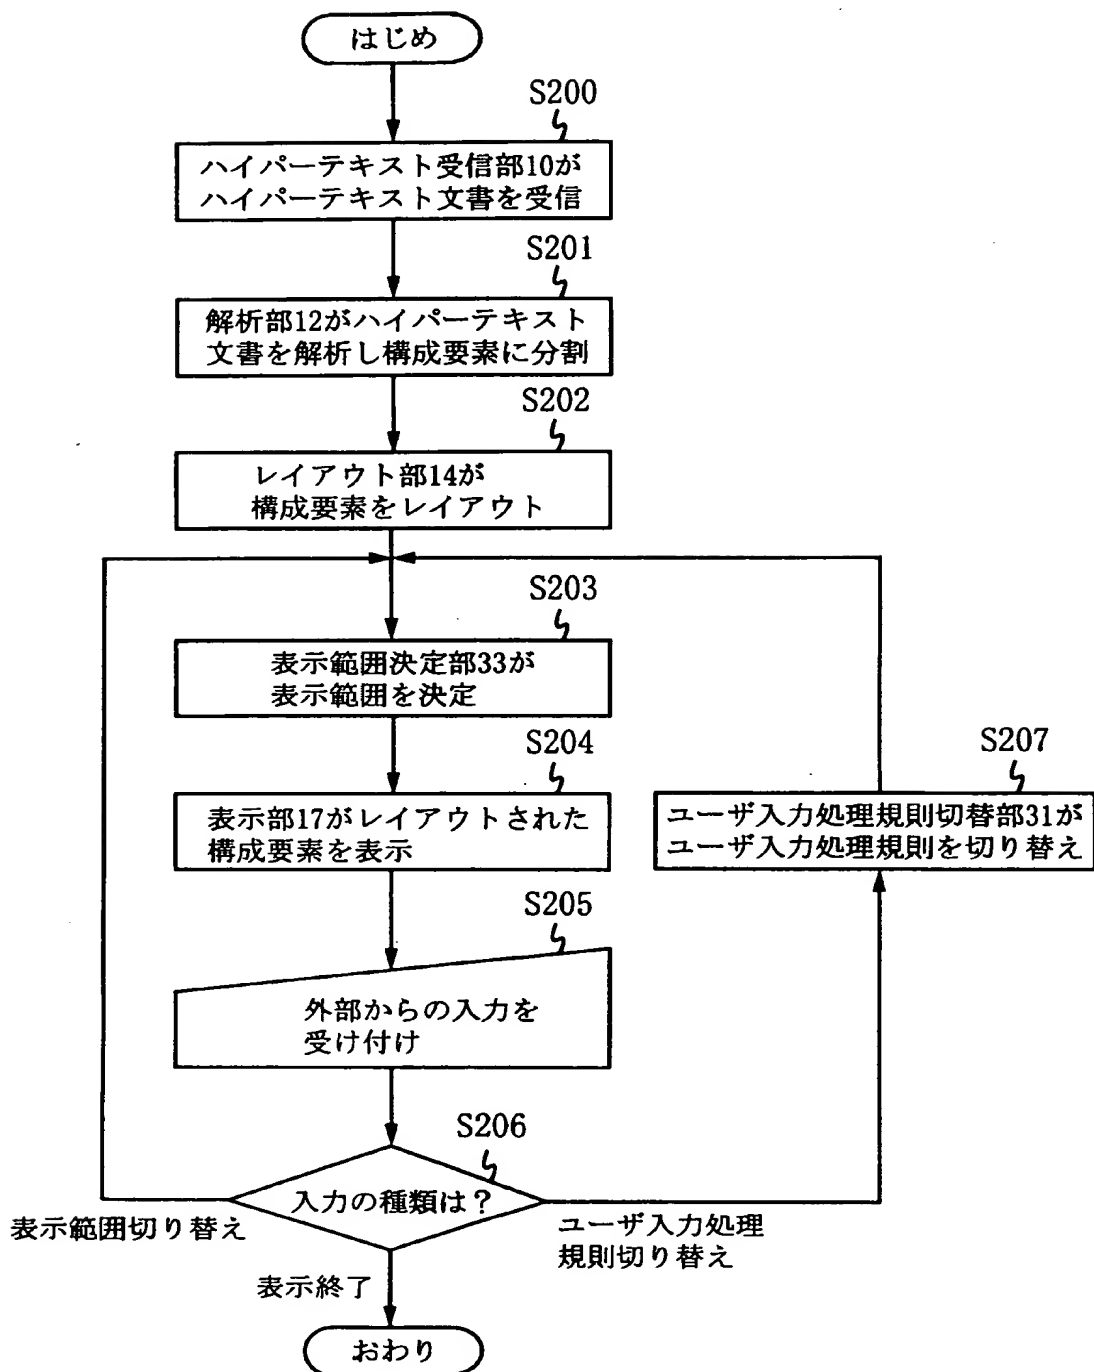 はじめ
S200
ハイパーテキスト受信部10が
ハイパーテキスト文書を受信
S201
解析部12がハイパーテキスト
文書を解析し構成要素に分割
S202
レイアウト部14が
構成要素をレイアウト
S203
表示範囲決定部33が
表示範囲を決定
S204
表示部17がレイアウトされた
構成要素を表示
S207
ユーザ入力処理規則切替部31が
ユーザ入力処理規則を切り替え
S205
外部からの入力を
受け付け
S206
入力の種類は?
表示範囲切り替え
ユーザ入力処理
規則切り替え
表示終了
おわり